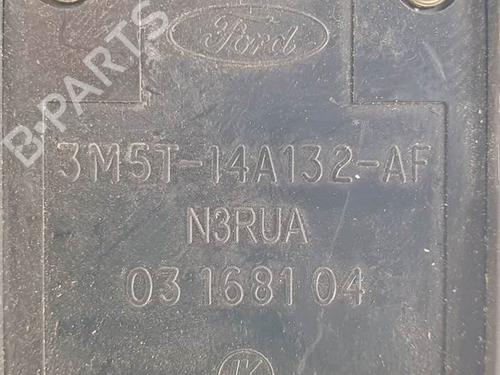 Ford
B-PARTS
3M5T-14A132-AF
N3RUA
03 1681 04